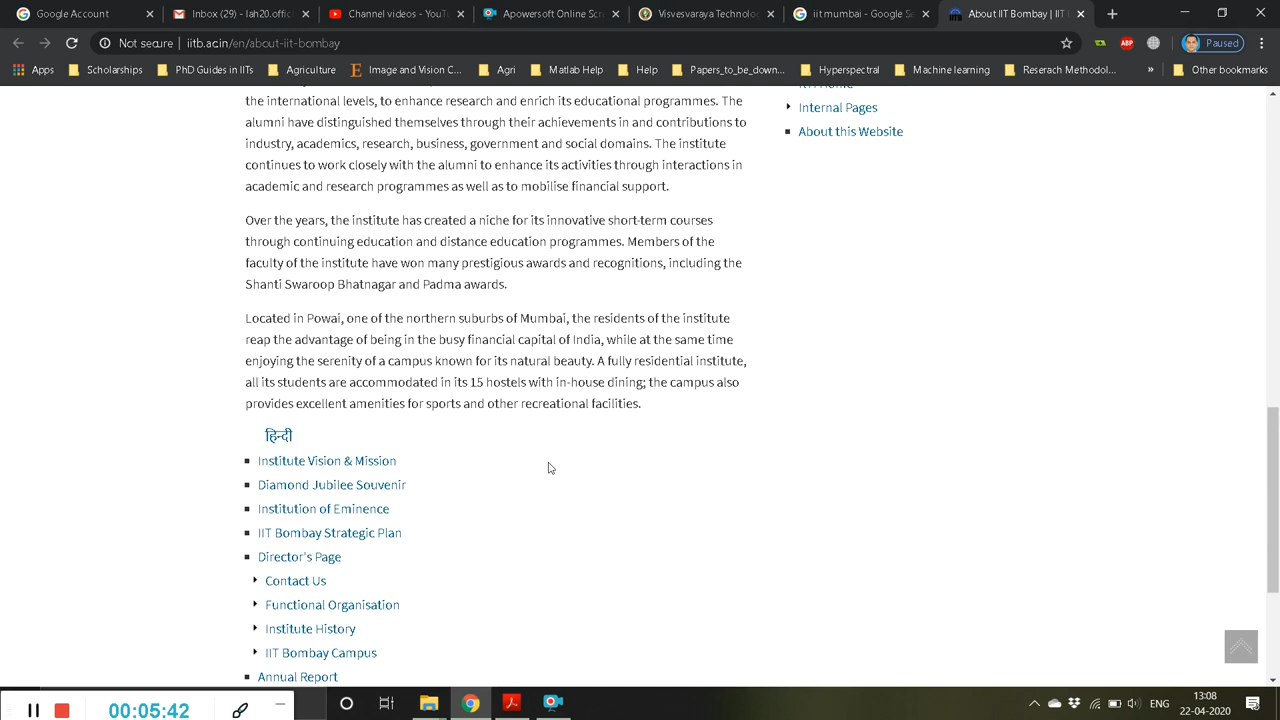 Google Account
Inbox (29) - lah20.offici
Channel videos - YouTu
Apowersoft Online Scre
Visvesvaraya Technolog
iit mumbai - Google Se
About IIT Bombay | IIT
Not secure | iitb.ac.in/en/about-iit-bombay
ABP
Paused
Apps
Scholarships
PhD Guides in IITs
Agriculture
Image and Vision C...
Agri
Matlab Help
Help
Papers_to_be_down...
Hyperspectral
Machine learning
Reserach Methodol...
»
Other bookmarks
the international levels, to enhance research and enrich its educational programmes. The
alumni have distinguished themselves through their achievements in and contributions to
industry, academics, research, business, government and social domains. The institute
continues to work closely with the alumni to enhance its activities through interactions in
academic and research programmes as well as to mobilise financial support.
Over the years, the institute has created a niche for its innovative short-term courses
through continuing education and distance education programmes. Members of the
faculty of the institute have won many prestigious awards and recognitions, including the
Shanti Swaroop Bhatnagar and Padma awards.
Located in Powai, one of the northern suburbs of Mumbai, the residents of the institute
reap the advantage of being in the busy financial capital of India, while at the same time
enjoying the serenity of a campus known for its natural beauty. A fully residential institute,
all its students are accommodated in its 15 hostels with in-house dining; the campus also
provides excellent amenities for sports and other recreational facilities.
हिन्दी
Institute Vision & Mission
Diamond Jubilee Souvenir
Institution of Eminence
IIT Bombay Strategic Plan
Director's Page
Contact Us
Functional Organisation
Institute History
IIT Bombay Campus
Annual Report
Internal Pages
About this Website
00:05:42
ENG
13:08
22-04-2020